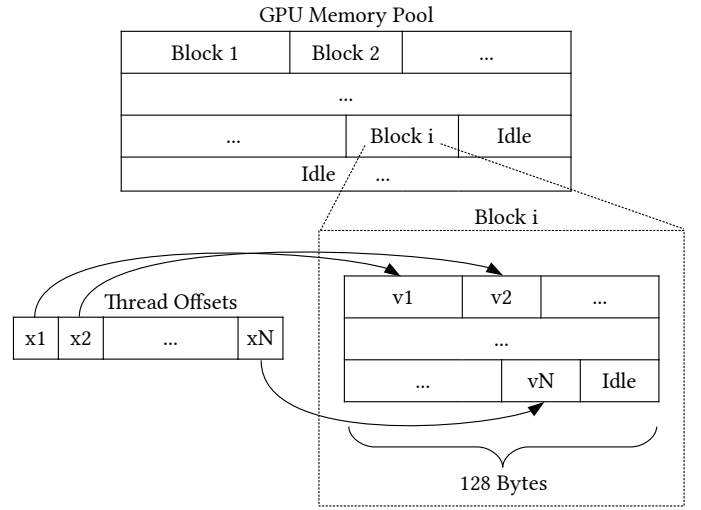 GPU Memory Pool
Block 1 Block 2 ...
...
... Block i Idle
Idle ...
Block i
Thread Offsets
x1 x2 ... xN
v1 v2 ...
...
... vN Idle
128 Bytes